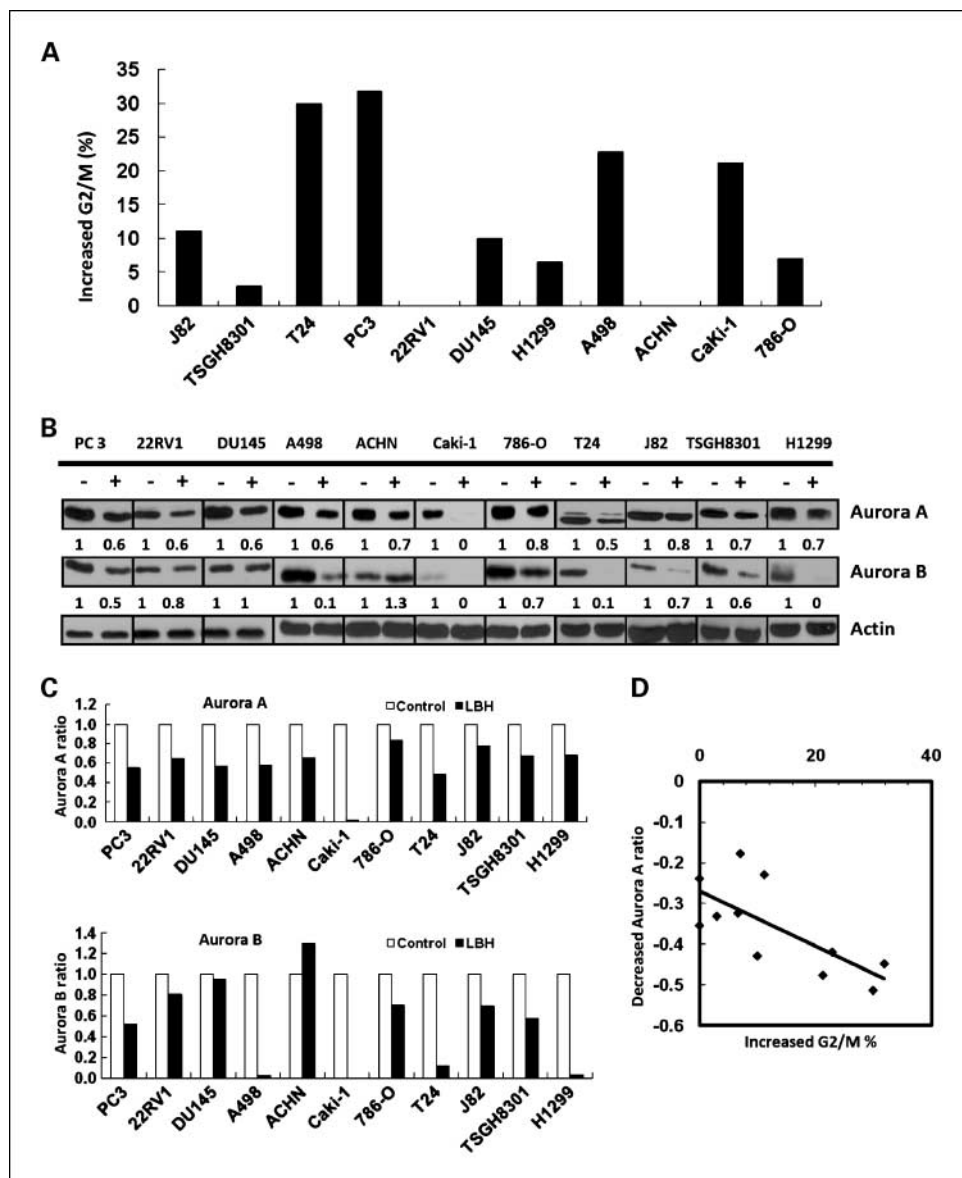 A
35
30
25
20
15
10
5
0
Increased G2/M (%)
J82 TSGH8301 T24 PC3 22RV1 DU145 H1299 A498 ACHN CaKi-1 786-O
B
PC 3 22RV1 DU145 A498 ACHN Caki-1 786-O T24 J82 TSGH8301 H1299
- + - + - + - + - + - + - + - + - + - + - +
Aurora A
1 0.6 1 0.6 1 0.6 1 0.6 1 0.7 1 0 1 0.8 1 0.5 1 0.8 1 0.7 1 0.7
Aurora B
1 0.5 1 0.8 1 1 1 0.1 1 1.3 1 0 1 0.7 1 0.1 1 0.7 1 0.6 1 0
Actin
C
Aurora A
Control LBH
1.2
1.0
0.8
0.6
0.4
0.2
0.0
Aurora A ratio
PC3 22RV1 DU145 A498 ACHN Caki-1 786-O T24 J82 TSGH8301 H1299
Aurora B
Control LBH
1.4
1.2
1.0
0.8
0.6
0.4
0.2
0.0
Aurora B ratio
PC3 22RV1 DU145 A498 ACHN Caki-1 786-O T24 J82 TSGH8301 H1299
D
0 20 40
0
-0.1
-0.2
-0.3
-0.4
-0.5
-0.6
Decreased Aurora A ratio
Increased G2/M %